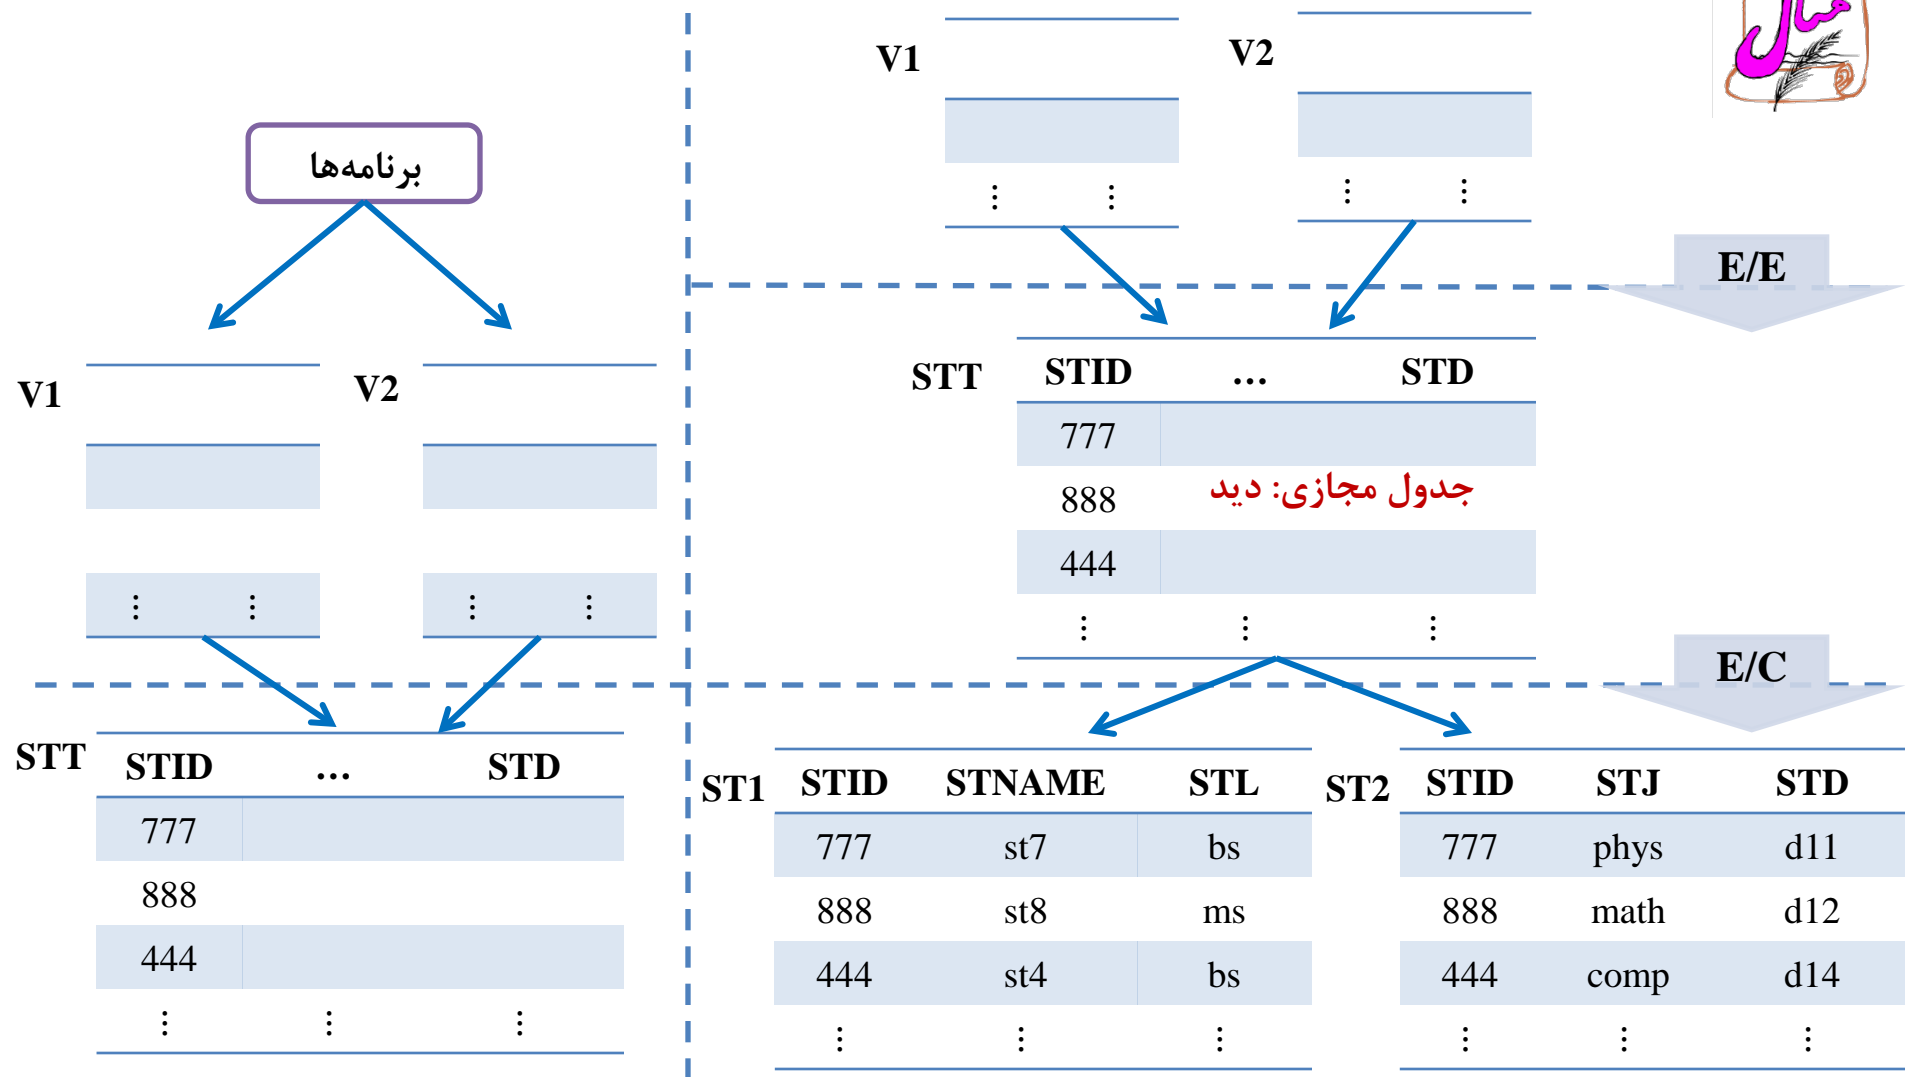 برنامه‌ها
V1 V2
⋮ ⋮ ⋮ ⋮
STT STID ... STD
777
888
444
⋮ ⋮ ⋮
V1 V2
⋮ ⋮ ⋮ ⋮
E/E
STT STID ... STD
777
888 جدول مجازی: دید
444
⋮ ⋮ ⋮
E/C
ST1 STID STNAME STL
777 st7 bs
888 st8 ms
444 st4 bs
⋮ ⋮ ⋮
ST2 STID STJ STD
777 phys d11
888 math d12
444 comp d14
⋮ ⋮ ⋮